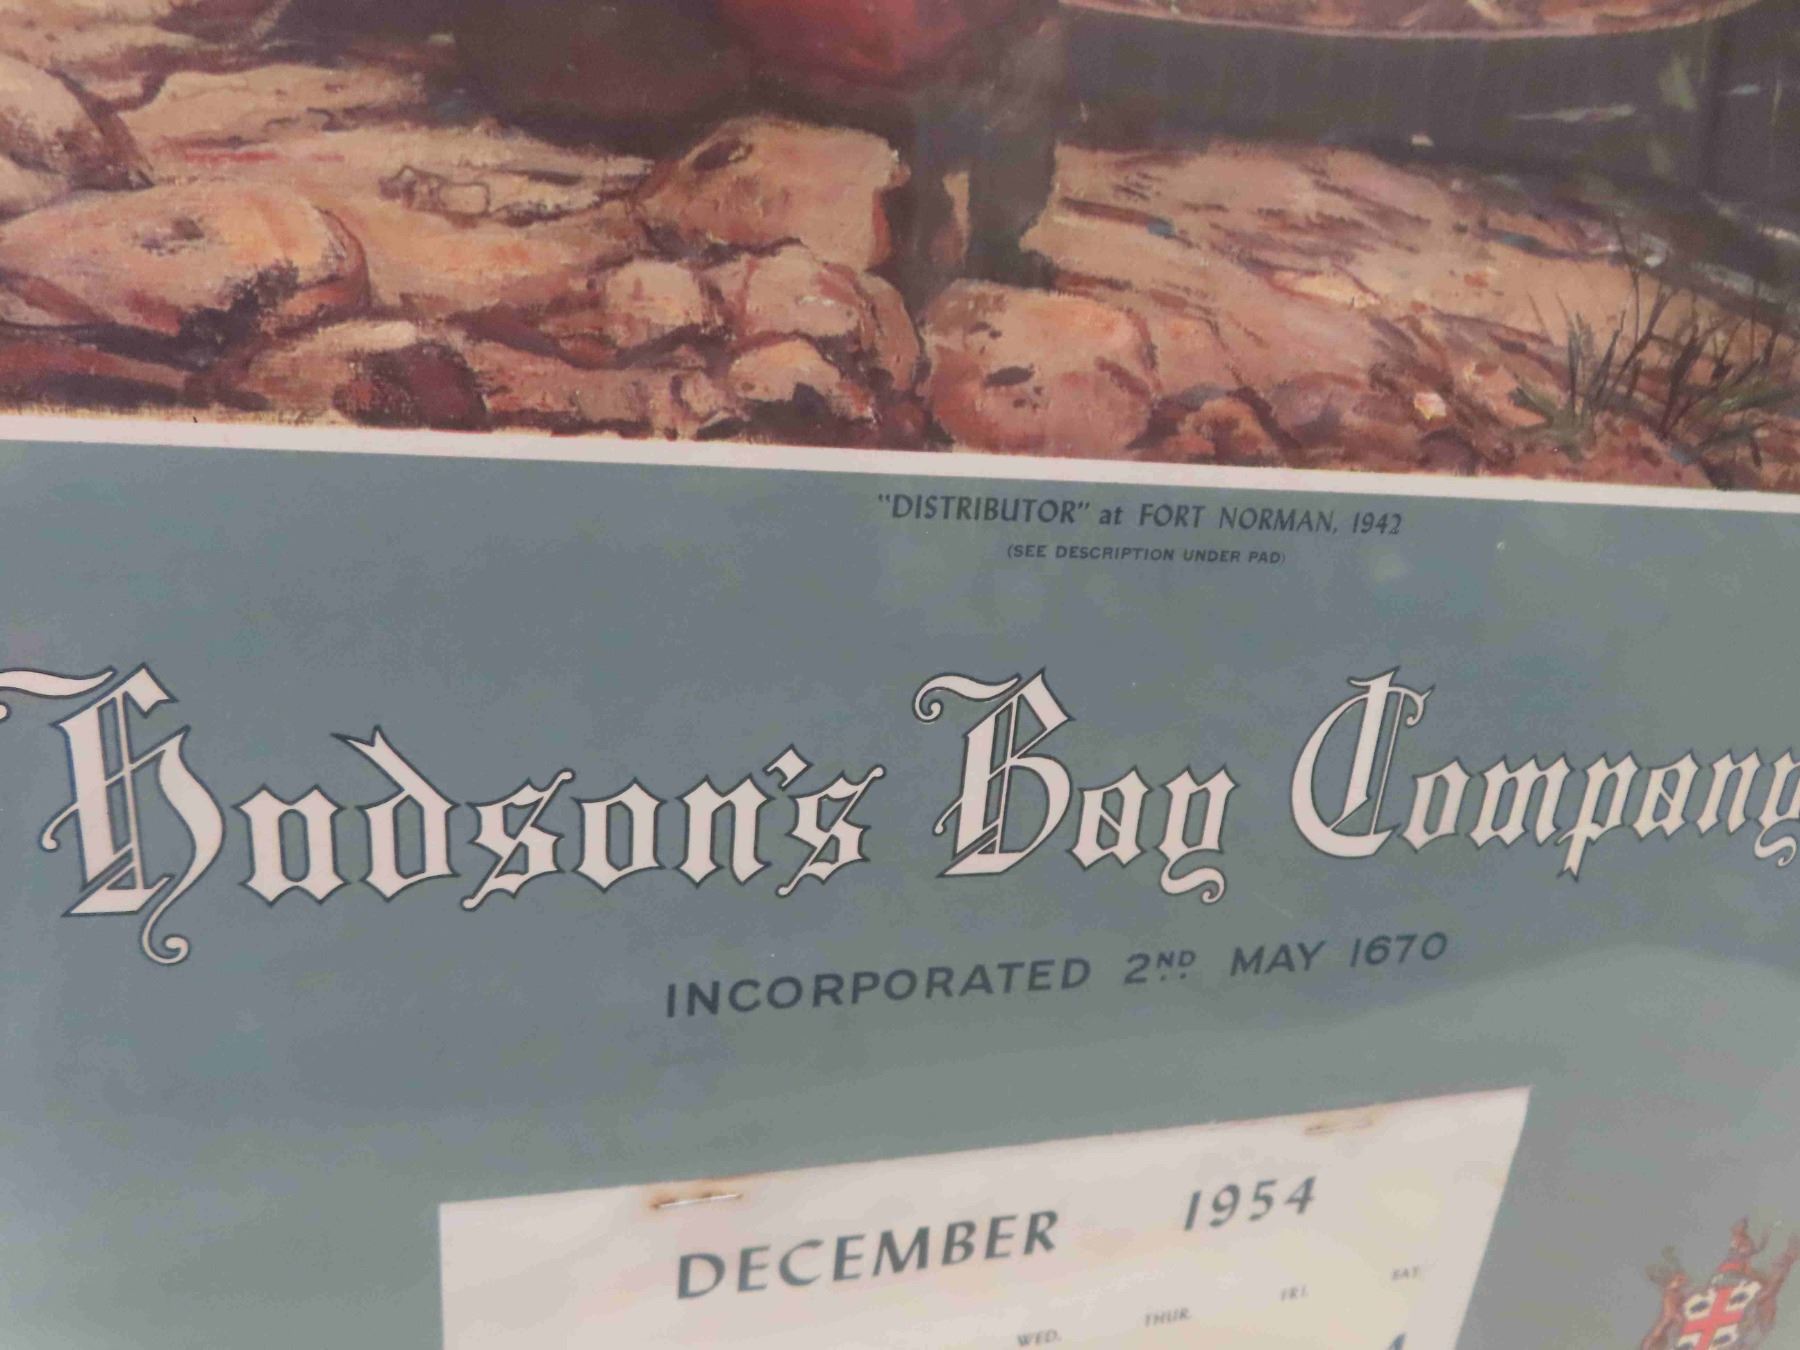 "DISTRIBUTOR" at FORT NORMAN, 1942
(SEE DESCRIPTION UNDER PAD)
Hudson's Bay Company
INCORPORATED 2ND MAY 1670
DECEMBER 1954
WED. THUR. FRI. SAT.
4